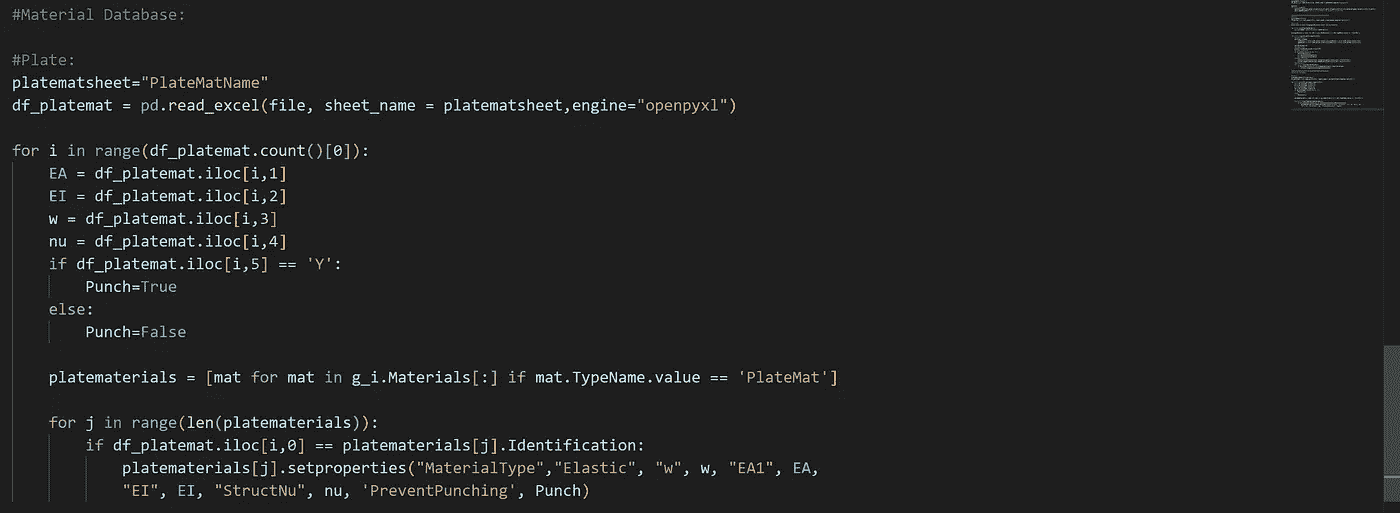 #Material Database:
#Plate:
platematsheet="PlateMatName"
df_platemat = pd.read_excel(file, sheet_name = platematsheet,engine="openpyxl")
for i in range(df_platemat.count()[0]):
    EA = df_platemat.iloc[i,1]
    EI = df_platemat.iloc[i,2]
    w = df_platemat.iloc[i,3]
    nu = df_platemat.iloc[i,4]
    if df_platemat.iloc[i,5] == 'Y':
        Punch=True
    else:
        Punch=False
    platematerials = [mat for mat in g_i.Materials[:] if mat.TypeName.value == 'PlateMat']
    for j in range(len(platematerials)):
        if df_platemat.iloc[i,0] == platematerials[j].Identification:
            platematerials[j].setproperties("MaterialType","Elastic", "w", w, "EA1", EA,
            "EI", EI, "StructNu", nu, 'PreventPunching', Punch)